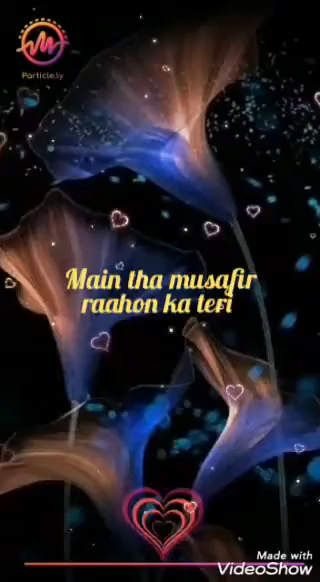 Particle.ly
Main tha musafir
raahon ka teri
Made with
VideoShow